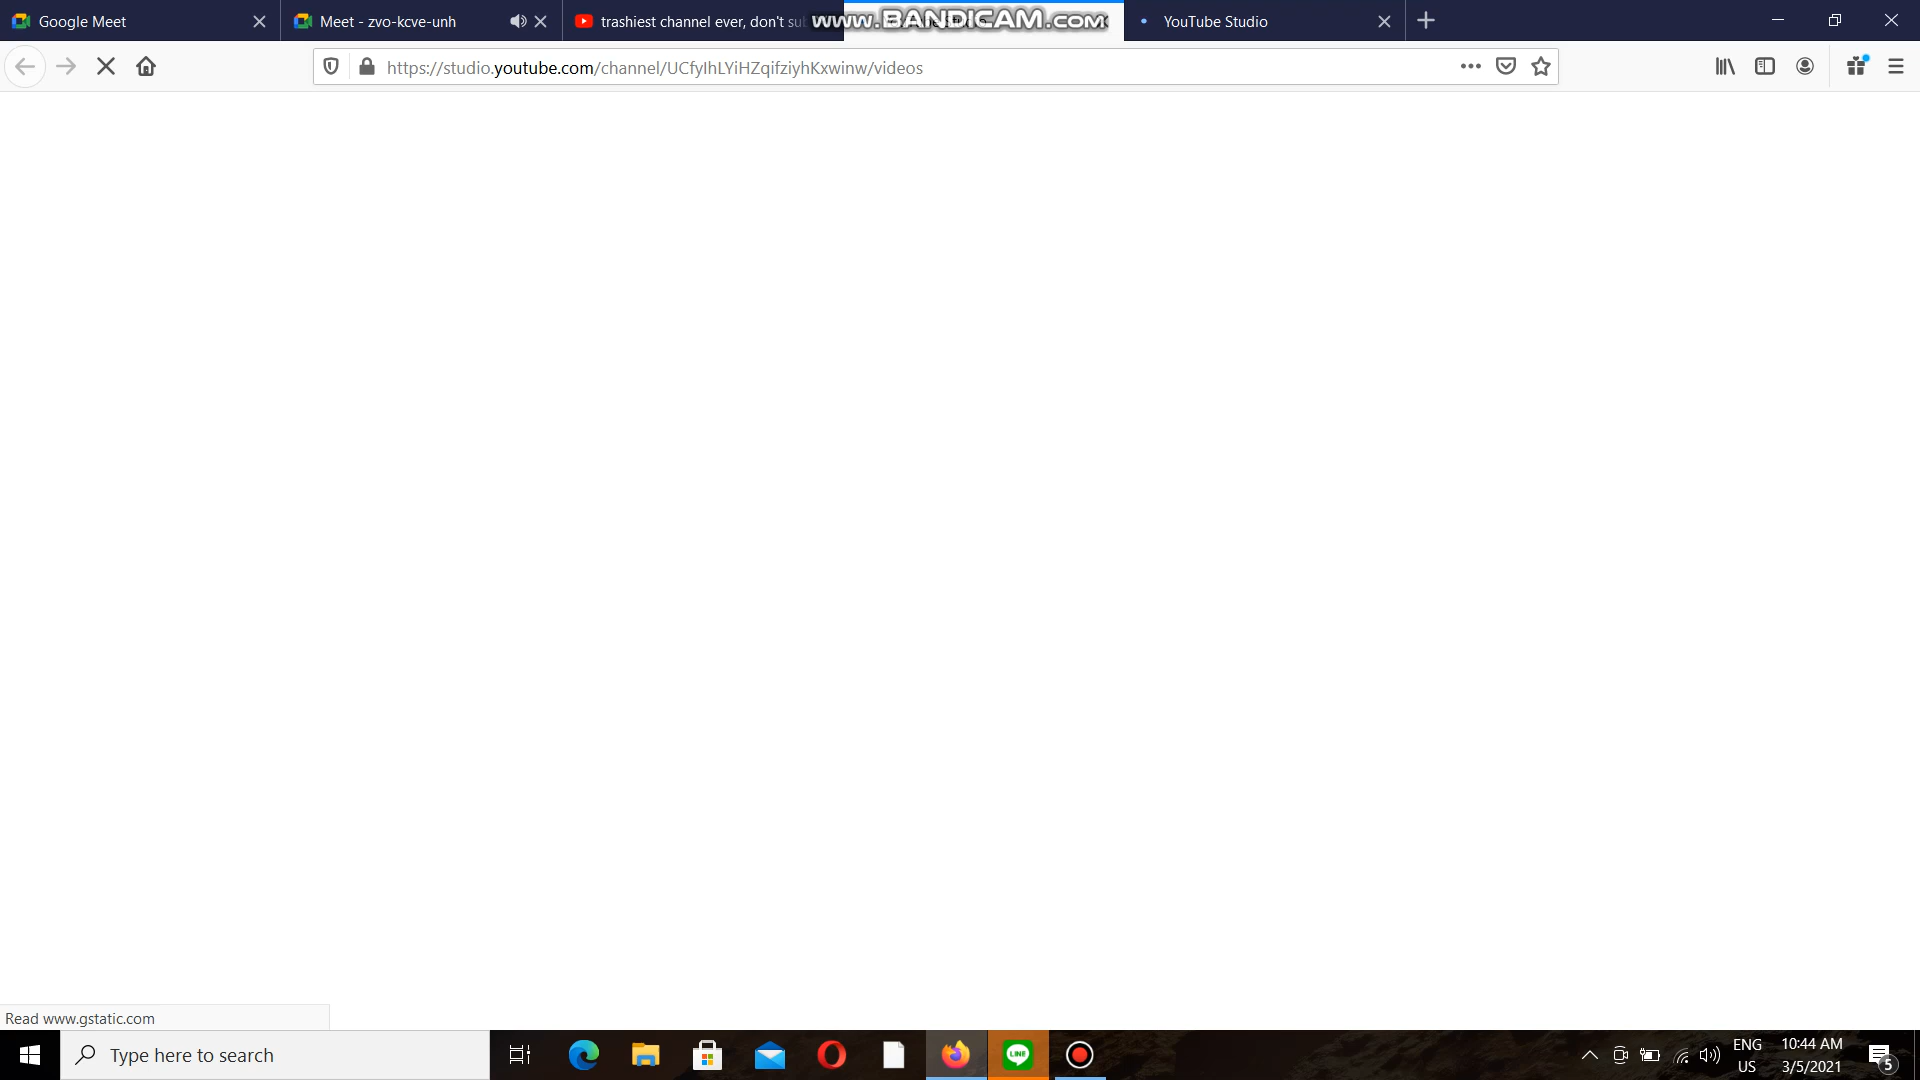 Google Meet
Meet - zvo-kcve-unh
trashiest channel ever, don't su
www.BANDICAM.com
YouTube Studio
https://studio.youtube.com/channel/UCfyIhLYiHZqifziyhKxwinw/videos
Read www.gstatic.com
Type here to search
LINE
ENG
US
10:44 AM
3/5/2021
5